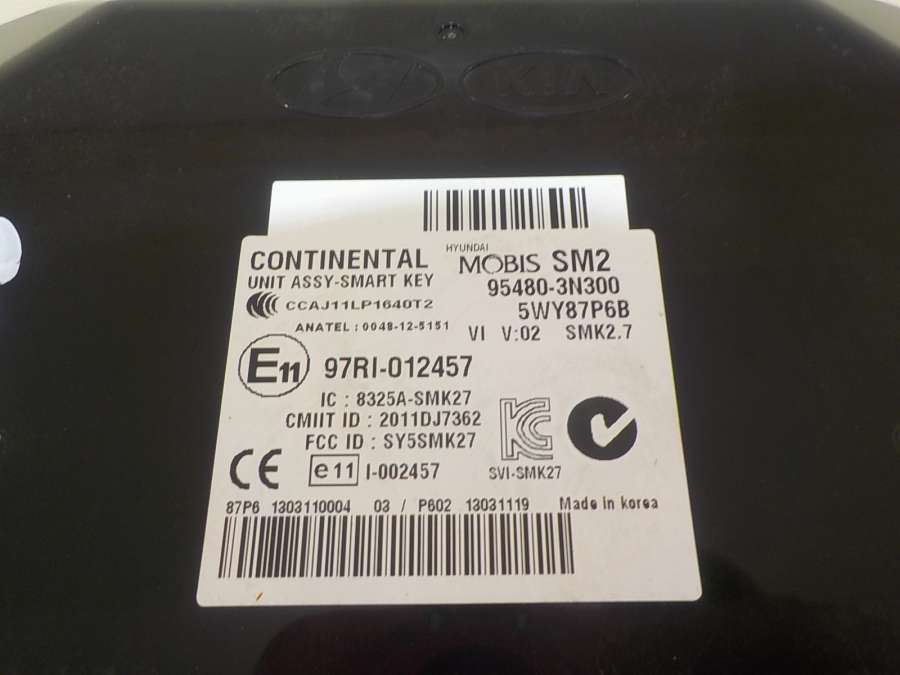 KIA
CONTINENTAL
HYUNDAI
MOBIS SM2
UNIT ASSY-SMART KEY
95480-3N300
CCAJ11LP1640T2
5WY87P6B
ANATEL : 0048-12-5151
VI V:02 SMK2.7
E11 97RI-012457
IC : 8325A-SMK27
CMIIT ID : 2011DJ7362
FCC ID : SY5SMK27
CE e11 I-002457
KC
SVI-SMK27
87P6 1303110004 03 / P602 13031119 Made in korea